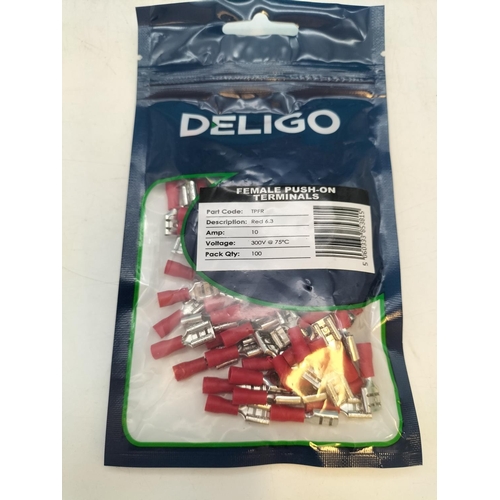 DELIGO
FEMALE PUSH-ON
TERMINALS
Part Code: TPFR
Description: Red 6.3
Amp: 10
Voltage: 300V @ 75°C
Pack Qty: 100